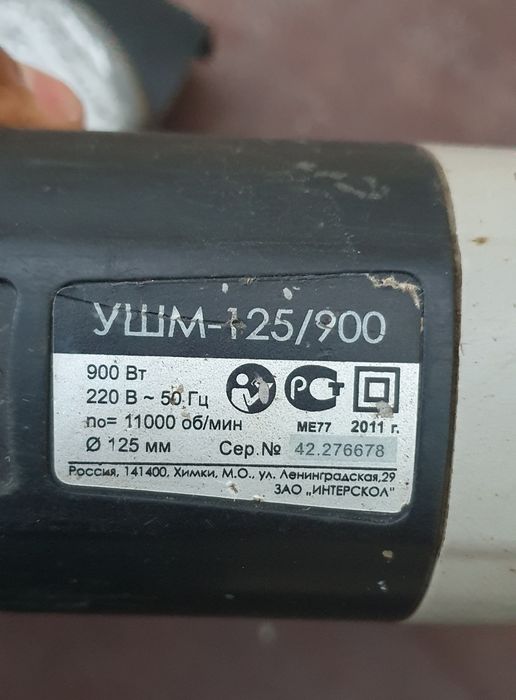 УШМ-125/900
900 Вт
220 В ~ 50 Гц
РСТ
no= 11000 об/мин
МЕ77 2011 г.
Ø 125 мм Сер.№ 42.276678
Россия, 141400, Химки, М.О., ул. Ленинградская,29
ЗАО „ИНТЕРСКОЛ"